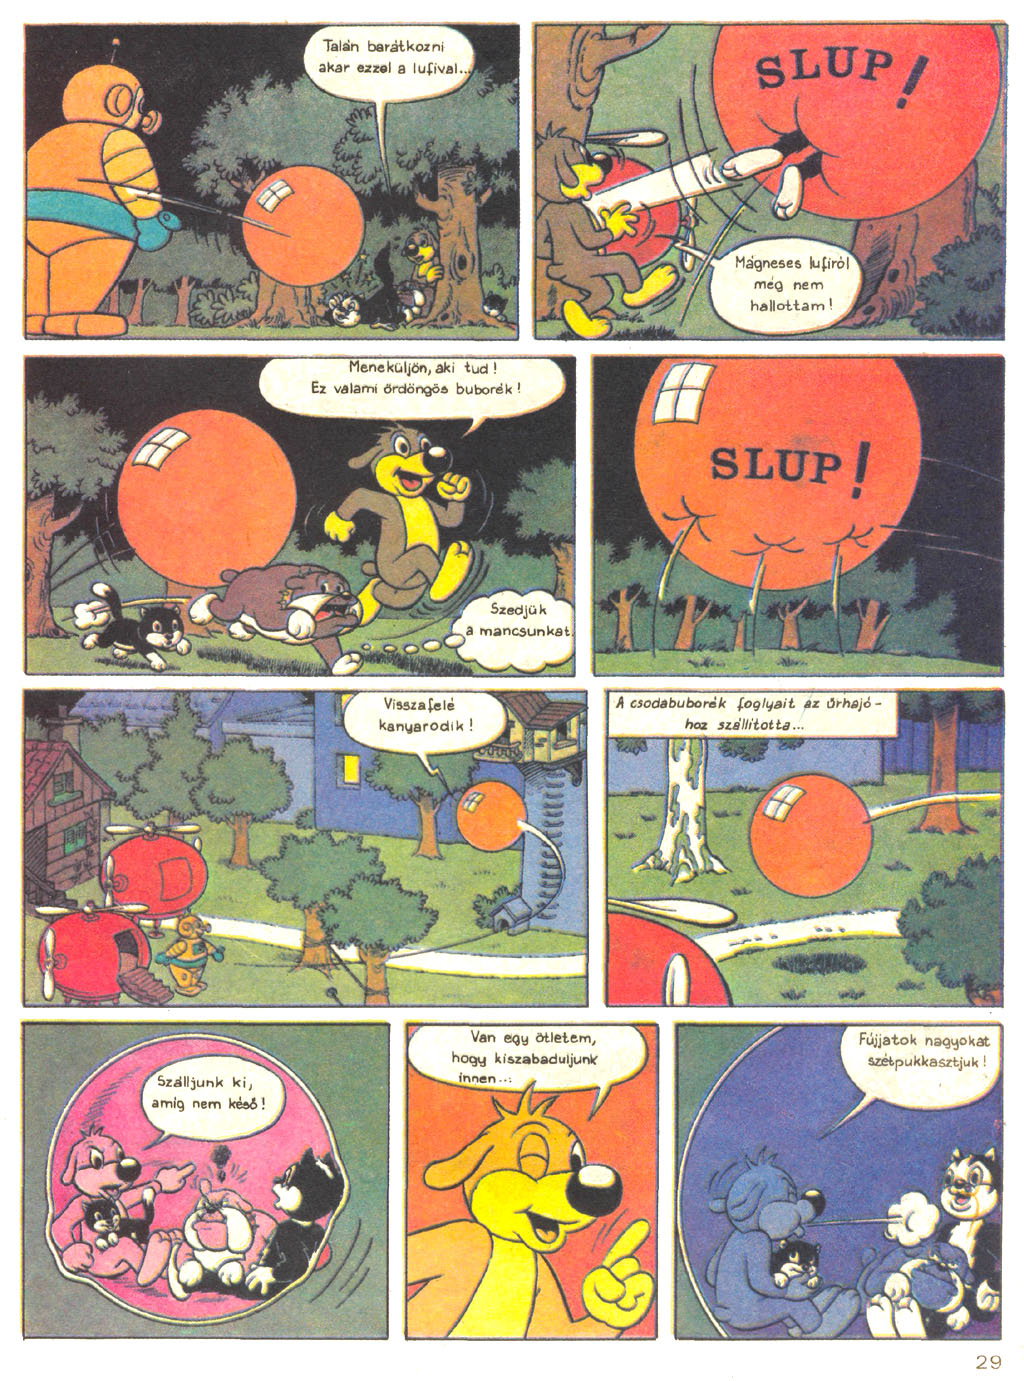 Talán barátkozni
akar ezzel a lufival...
SLUP!
Mágneses lufiról
még nem
hallottam!
Meneküljön, aki tud!
Ez valami ördöngős buborék!
Szedjük
a mancsunkat.
SLUP!
Visszafelé
kanyarodik!
A csodabuborék foglyait az űrhajó-
hoz szállította...
Szálljunk ki,
amíg nem késő!
Van egy ötletem,
hogy kiszabaduljunk
innen...
Fújjatok nagyokat
szétpukkasztjuk!
29